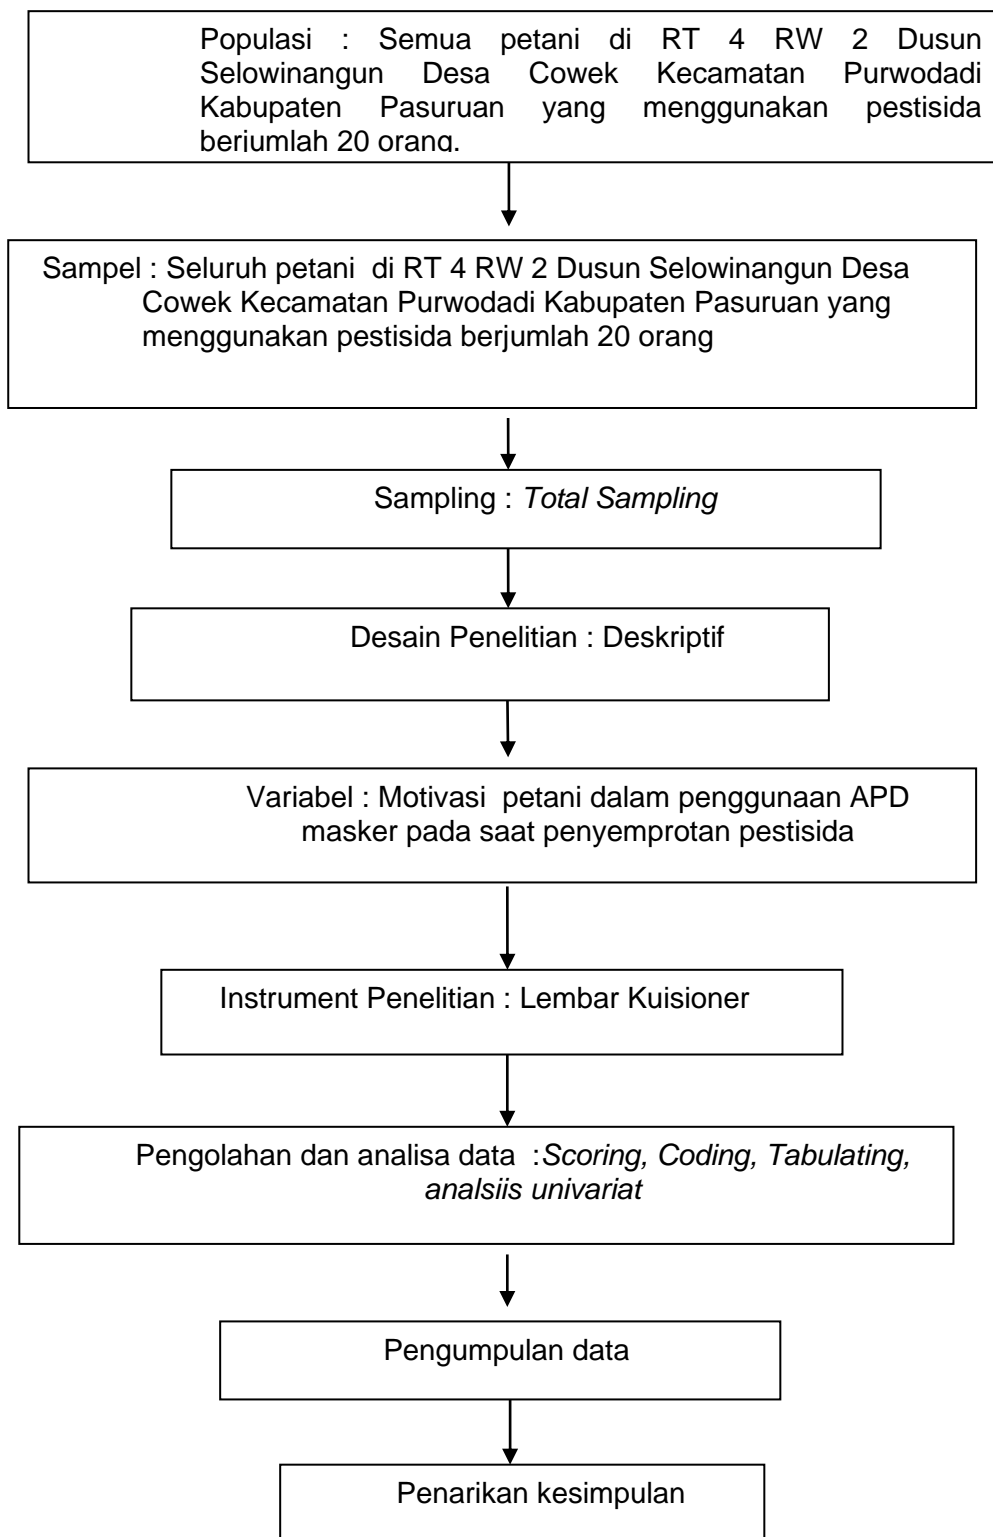 Populasi : Semua petani di RT 4 RW 2 Dusun
Selowinangun Desa Cowek Kecamatan Purwodadi
Kabupaten Pasuruan yang menggunakan pestisida
berjumlah 20 orang.
Sampel : Seluruh petani di RT 4 RW 2 Dusun Selowinangun Desa
Cowek Kecamatan Purwodadi Kabupaten Pasuruan yang
menggunakan pestisida berjumlah 20 orang
Sampling : Total Sampling
Desain Penelitian : Deskriptif
Variabel : Motivasi petani dalam penggunaan APD
masker pada saat penyemprotan pestisida
Instrument Penelitian : Lembar Kuisioner
Pengolahan dan analisa data :Scoring, Coding, Tabulating,
analsiis univariat
Pengumpulan data
Penarikan kesimpulan